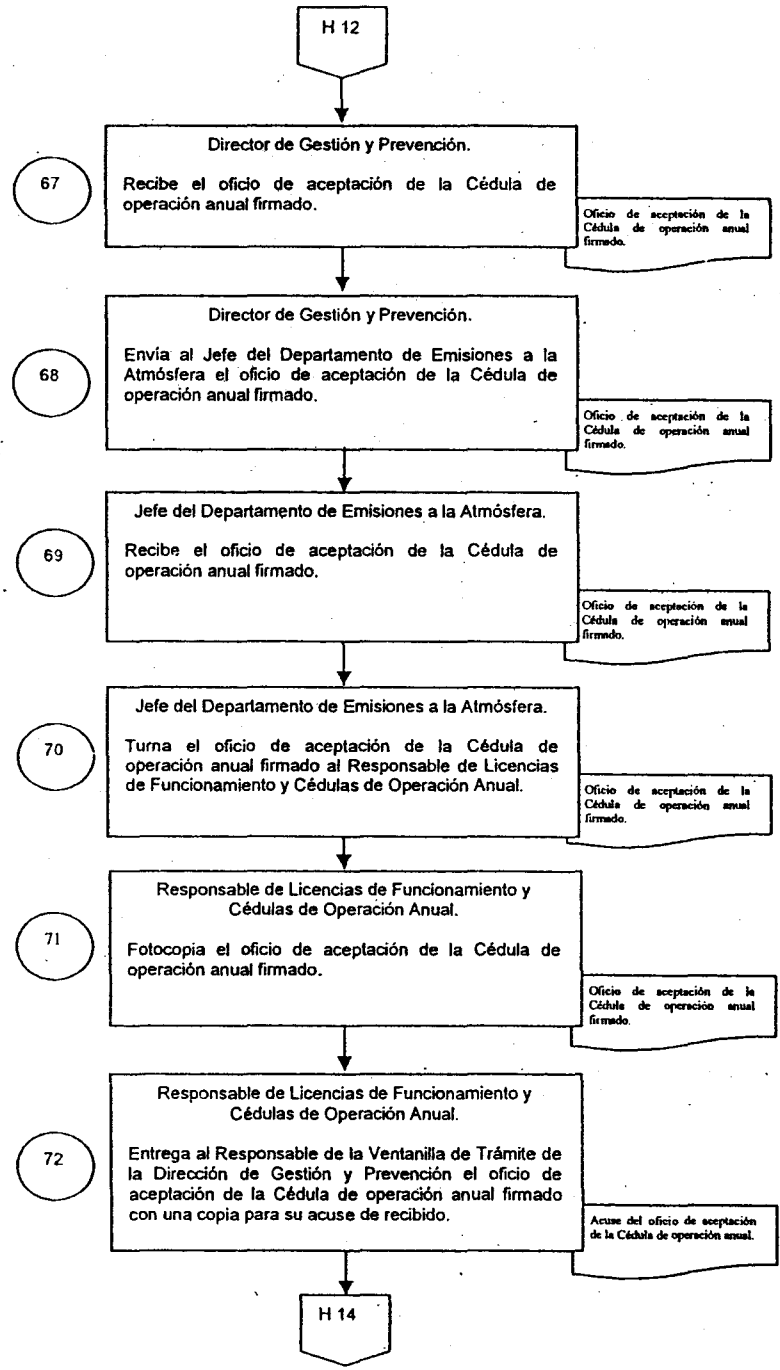 H 12
Director de Gestión y Prevención.
67
Recibe el oficio de aceptación de la Cédula de
operación anual firmado.
Oficio de aceptación de la
Cédula de operación anual
firmado.
Director de Gestión y Prevención.
68
Envía al Jefe del Departamento de Emisiones a la
Atmósfera el oficio de aceptación de la Cédula de
operación anual firmado.
Oficio de aceptación de la
Cédula de operación anual
firmado.
Jefe del Departamento de Emisiones a la Atmósfera.
69
Recibe el oficio de aceptación de la Cédula de
operación anual firmado.
Oficio de aceptación de la
Cédula de operación anual
firmado.
Jefe del Departamento de Emisiones a la Atmósfera.
70
Turna el oficio de aceptación de la Cédula de
operación anual firmado al Responsable de Licencias
de Funcionamiento y Cédulas de Operación Anual.
Oficio de aceptación de la
Cédula de operación anual
firmado.
Responsable de Licencias de Funcionamiento y
Cédulas de Operación Anual.
71
Fotocopia el oficio de aceptación de la Cédula de
operación anual firmado.
Oficio de aceptación de la
Cédula de operación anual
firmado.
Responsable de Licencias de Funcionamiento y
Cédulas de Operación Anual.
72
Entrega al Responsable de la Ventanilla de Trámite de
la Dirección de Gestión y Prevención el oficio de
aceptación de la Cédula de operación anual firmado
con una copia para su acuse de recibido.
Acuse del oficio de aceptación
de la Cédula de operación anual.
H 14